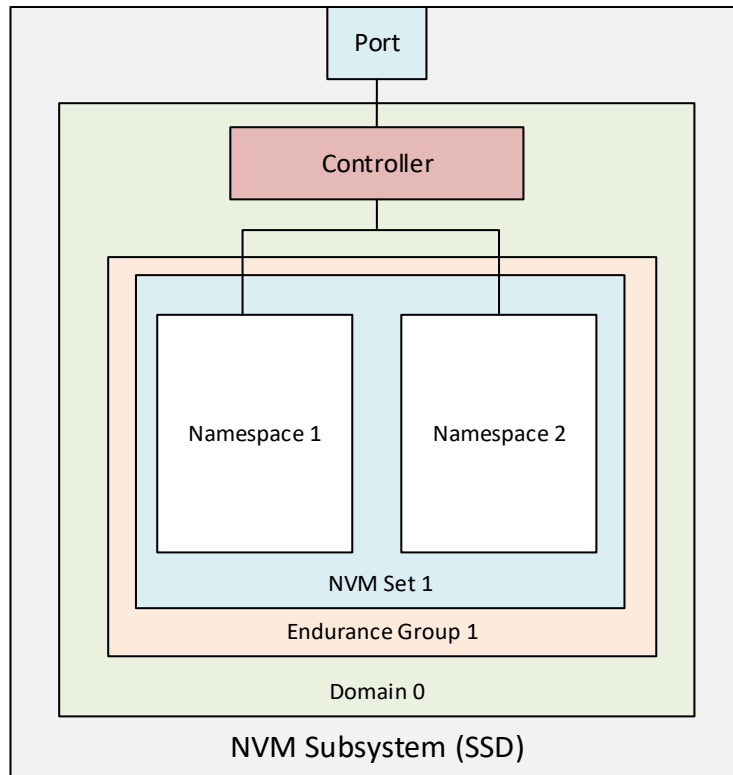 Port
Controller
Namespace 1
Namespace 2
NVM Set 1
Endurance Group 1
Domain 0
NVM Subsystem (SSD)